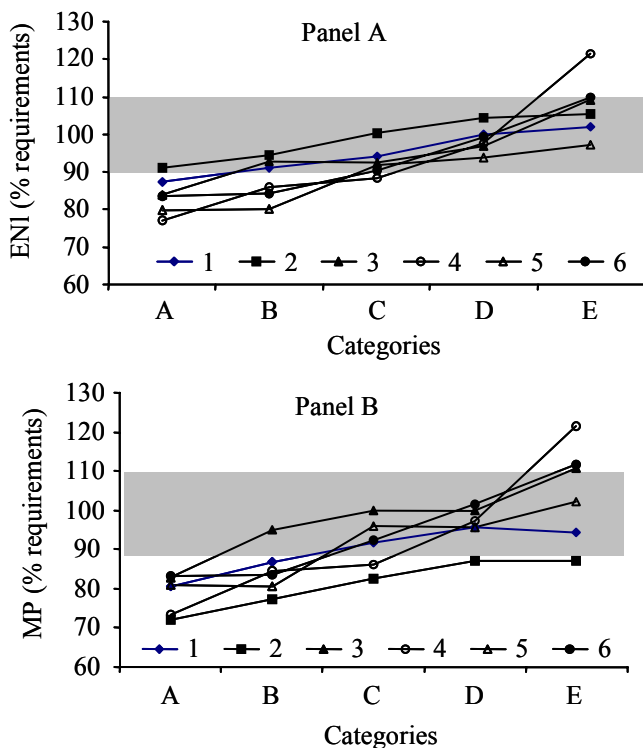 Panel A
ENl (% requirements)
130
120
110
100
90
80
70
60
1 2 3 4 5 6
A B C D E
Categories
Panel B
MP (% requirements)
130
120
110
100
90
80
70
60
1 2 3 4 5 6
A B C D E
Categories